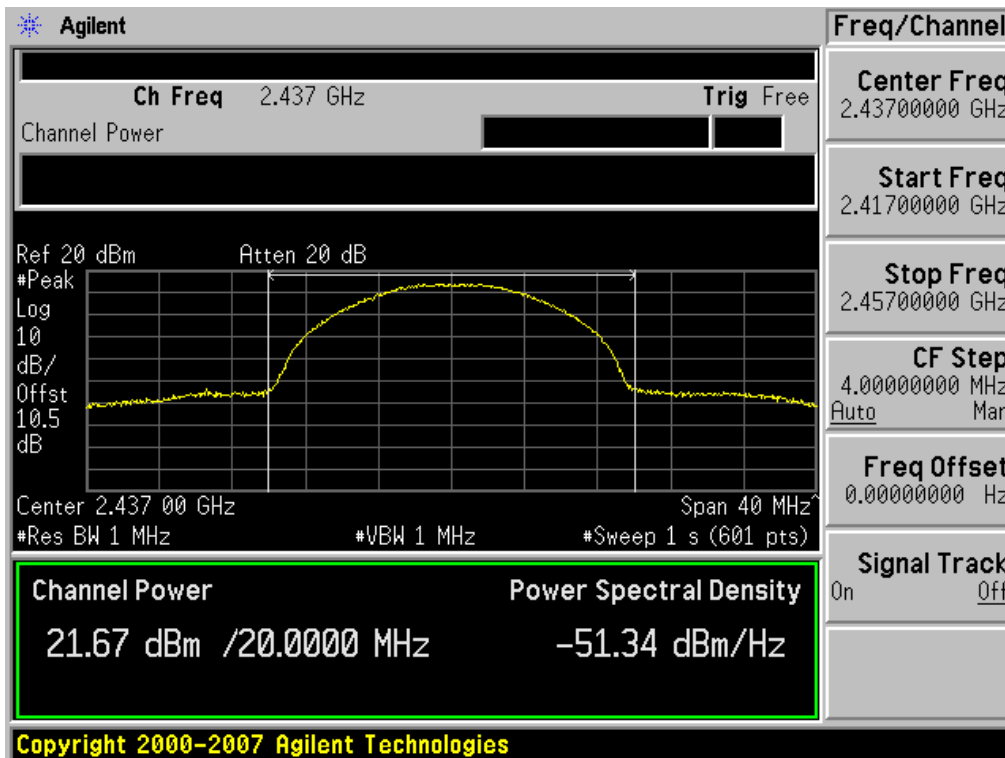 Agilent
Freq/Channel
Ch Freq 2.437 GHz Trig Free
Channel Power
Center Freq
2.43700000 GHz
Start Freq
2.41700000 GHz
Stop Freq
2.45700000 GHz
CF Step
4.00000000 MHz
Auto Man
Freq Offset
0.00000000 Hz
Signal Track
On Off
Ref 20 dBm Atten 20 dB
#Peak
Log
10
dB/
Offst
10.5
dB
Center 2.437 00 GHz Span 40 MHz^
#Res BW 1 MHz #VBW 1 MHz #Sweep 1 s (601 pts)
Channel Power Power Spectral Density
21.67 dBm /20.0000 MHz -51.34 dBm/Hz
Copyright 2000-2007 Agilent Technologies